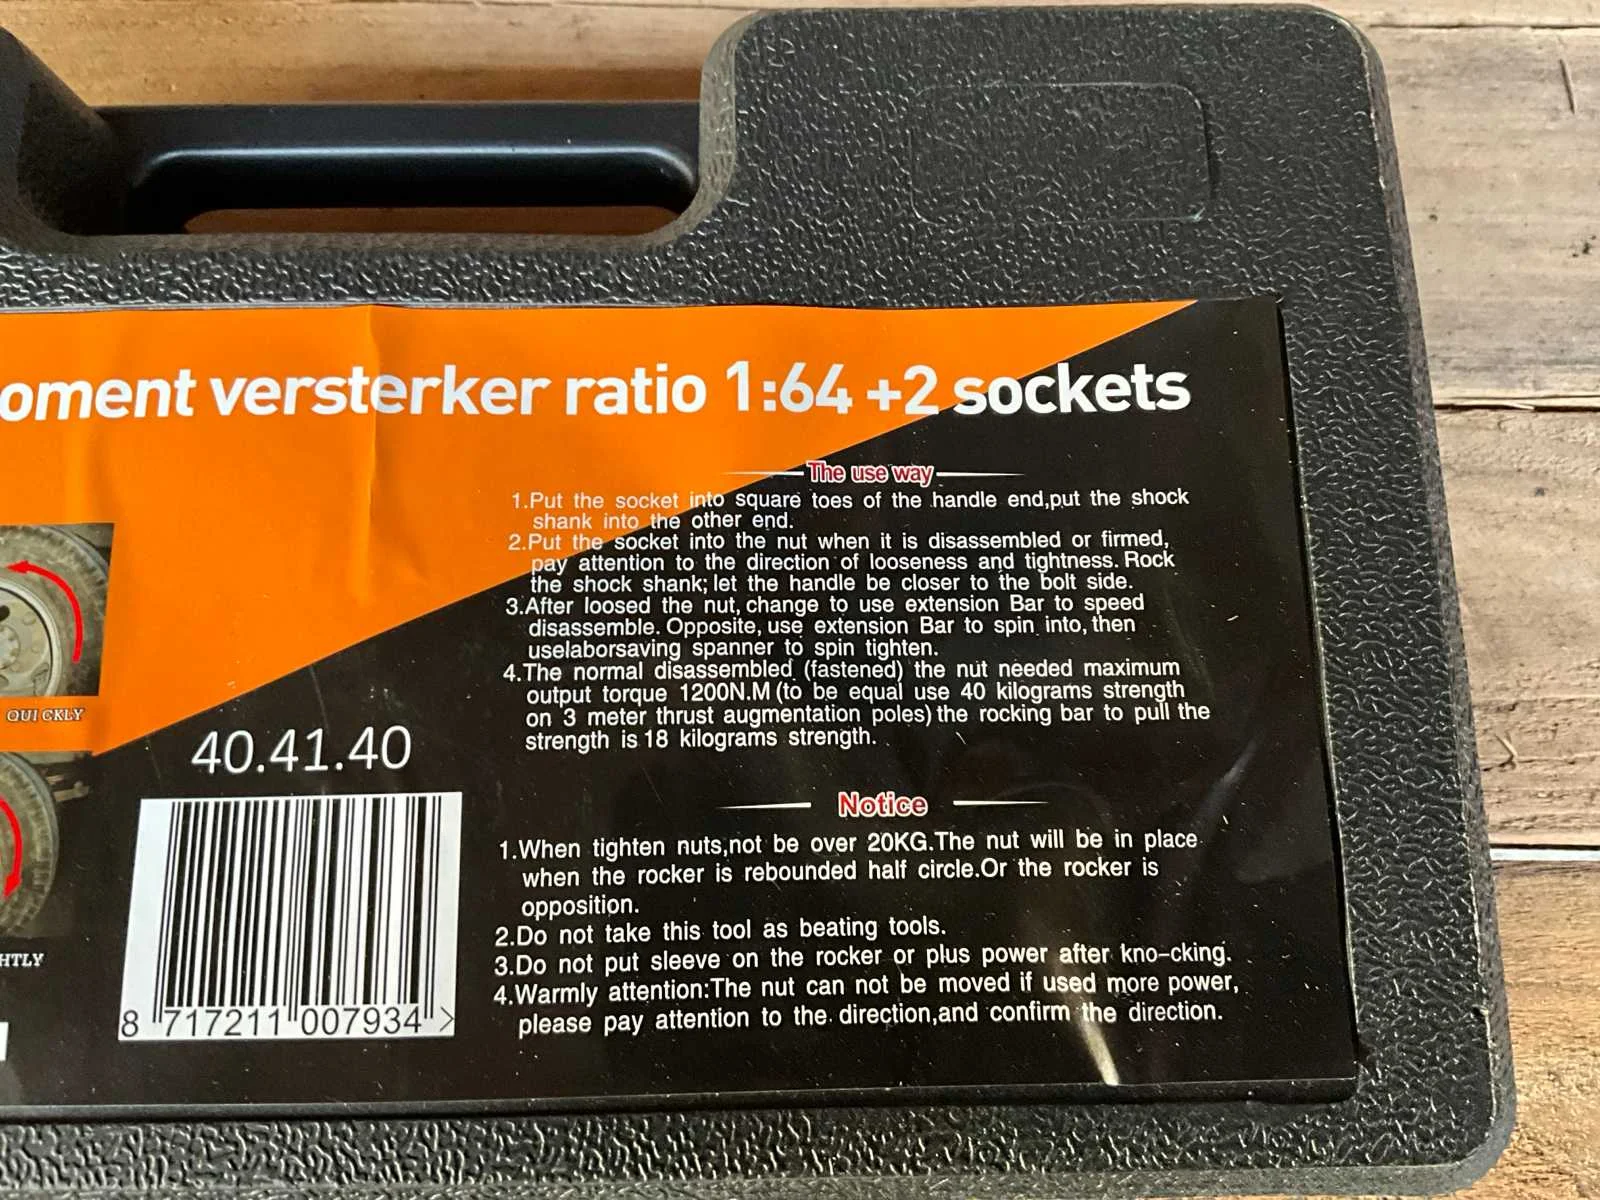 oment versterker ratio 1:64 +2 sockets
The use way
1.Put the socket into square toes of the handle end,put the shock
shank into the other end.
2.Put the socket into the nut when it is disassembled or firmed,
pay attention to the direction of looseness and tightness. Rock
the shock shank; let the handle be closer to the bolt side.
3.After loosed the nut, change to use extension Bar to speed
disassemble. Opposite, use extension Bar to spin into, then
uselaborsaving spanner to spin tighten.
4.The normal disassembled (fastened) the nut needed maximum
output torque 1200N.M (to be equal use 40 kilograms strength
on 3 meter thrust augmentation poles) the rocking bar to pull the
strength is 18 kilograms strength.
QUICKLY
40.41.40
HTLY
8 717211 007934 >
Notice
1.When tighten nuts,not be over 20KG.The nut will be in place
when the rocker is rebounded half circle.Or the rocker is
opposition.
2.Do not take this tool as beating tools.
3.Do not put sleeve on the rocker or plus power after kno-cking.
4.Warmly attention:The nut can not be moved if used more power,
please pay attention to the direction,and confirm the direction.